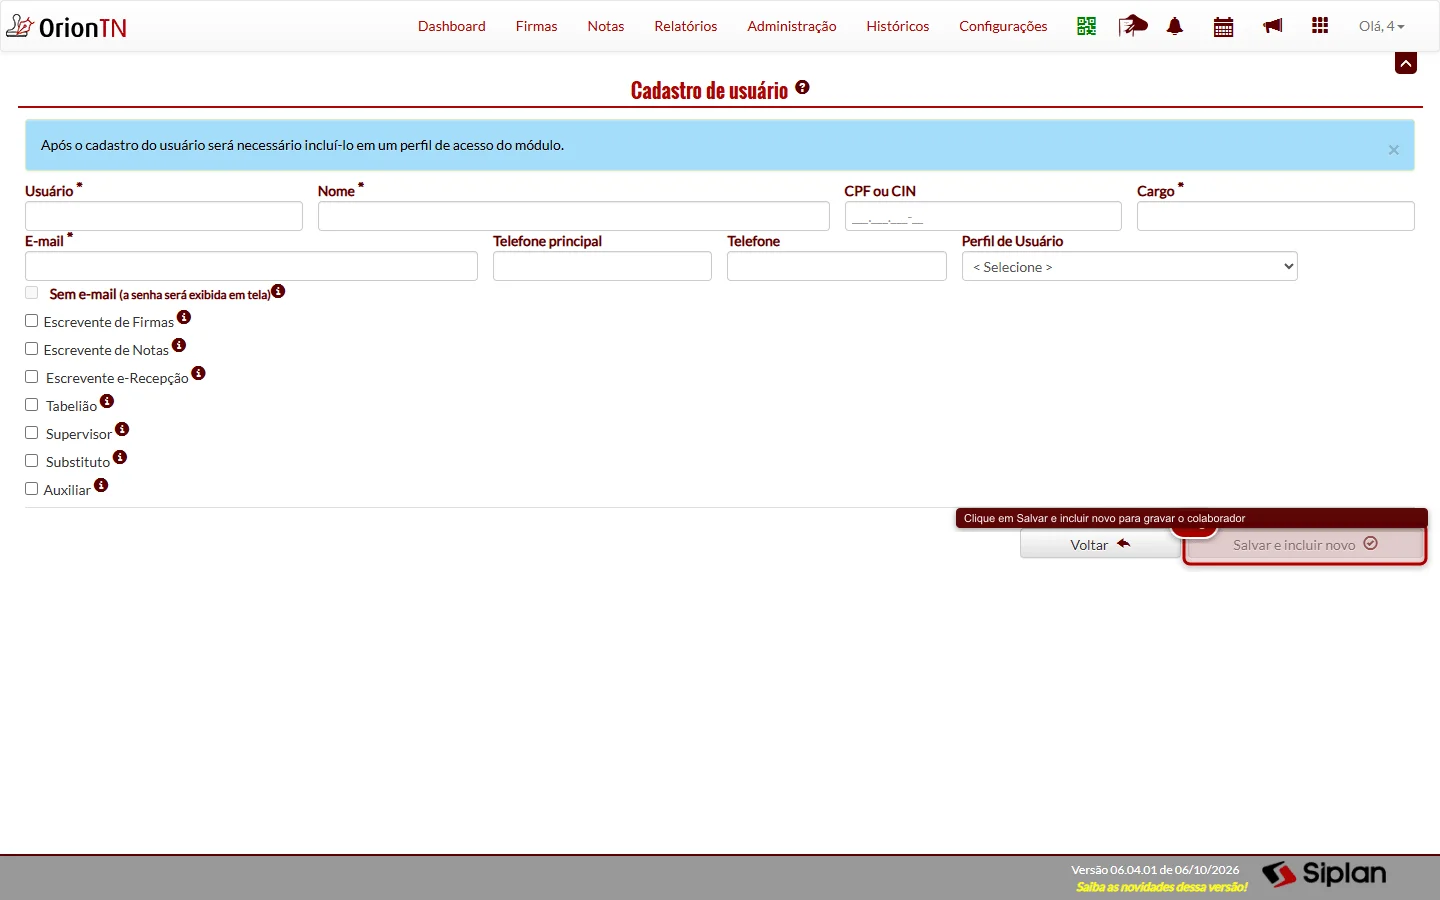 OrionTN
Dashboard Firmas Notas Relatórios Administração Históricos Configurações Olá, 4
Cadastro de usuário
Após o cadastro do usuário será necessário incluí-lo em um perfil de acesso do módulo.
×
Usuário * Nome * CPF ou CIN Cargo *
___.___.___-__
E-mail * Telefone principal Telefone Perfil de Usuário
< Selecione >
Sem e-mail (a senha será exibida em tela)
Escrevente de Firmas
Escrevente de Notas
Escrevente e-Recepção
Tabelião
Supervisor
Substituto
Auxiliar
Clique em Salvar e incluir novo para gravar o colaborador
Voltar Salvar e incluir novo
Versão 06.04.01 de 06/10/2026
Saiba as novidades dessa versão!
Siplan